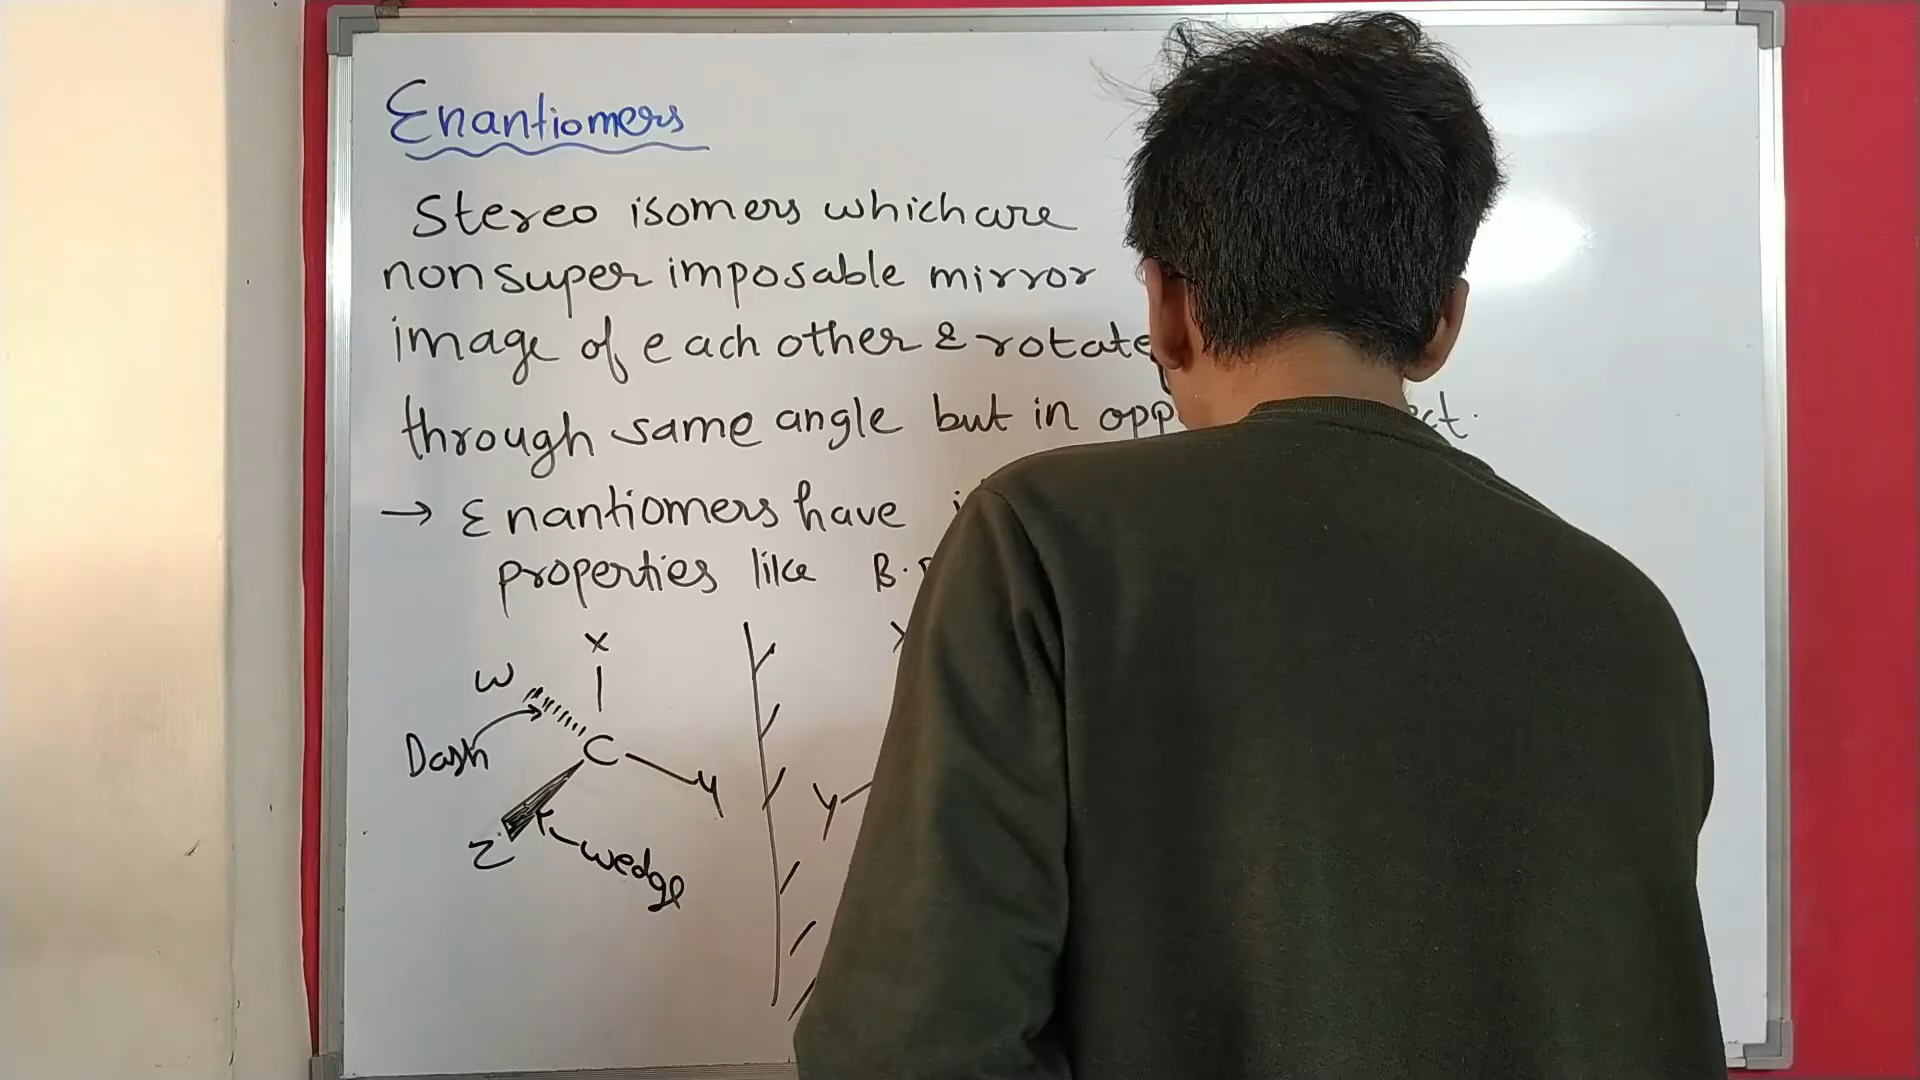 Enantiomers
Stereo isomers which are
non super imposable mirror
image of each other & rotate
through same angle but in
→ Enantiomers have
properties like B.
X
W
Dash
C
Y
Y
Z
wedge